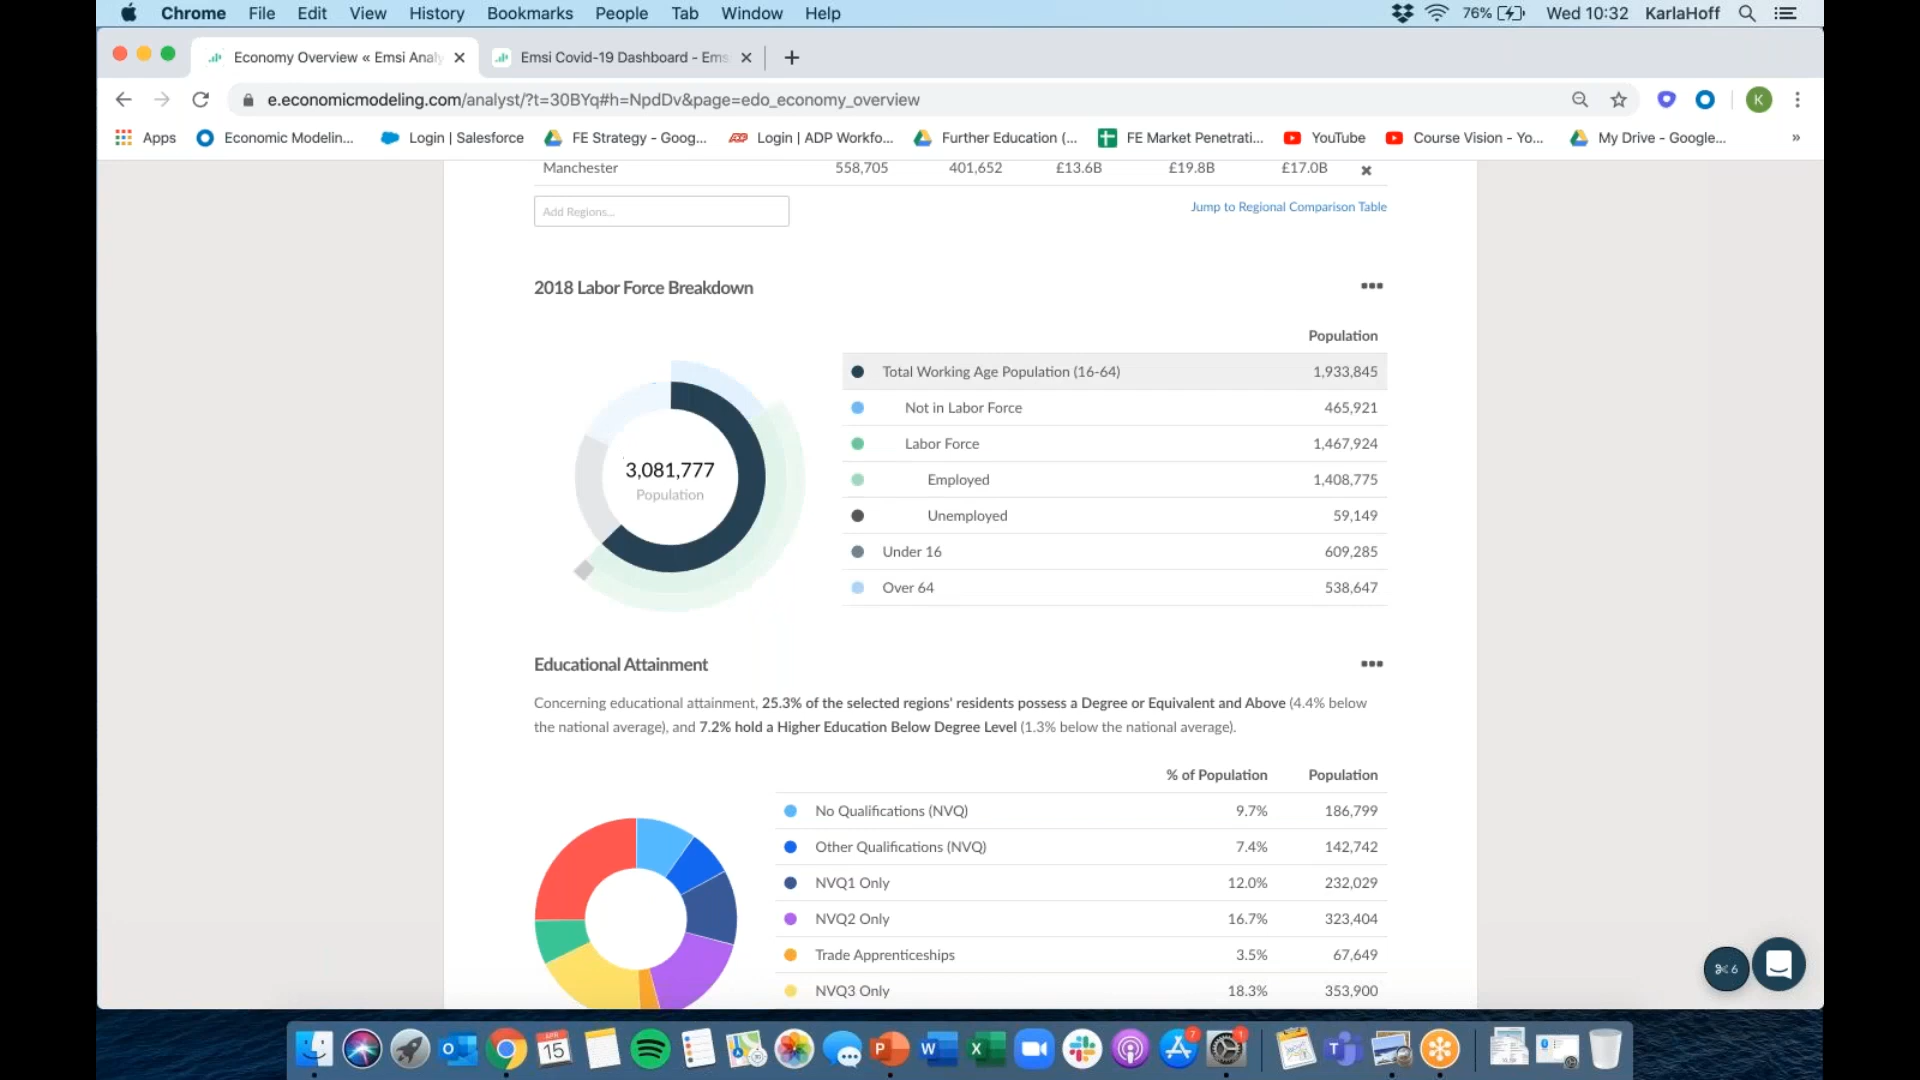 Chrome File Edit View History Bookmarks People Tab Window Help 76% Wed 10:32 KarlaHoff
Economy Overview « Emsi Analy Emsi Covid-19 Dashboard - Ems
e.economicmodeling.com/analyst/?t=30BYq#h=NpdDv&page=edo_economy_overview K
Apps Economic Modelin... Login | Salesforce FE Strategy - Goog... Login | ADP Workfo... Further Education (... FE Market Penetrati... YouTube Course Vision - Yo... My Drive - Google... »
Manchester 558,705 401,652 £13.6B £19.8B £17.0B
Add Regions...
Jump to Regional Comparison Table
2018 Labor Force Breakdown
Population
Total Working Age Population (16-64) 1,933,845
Not in Labor Force 465,921
Labor Force 1,467,924
3,081,777
Population
Employed 1,408,775
Unemployed 59,149
Under 16 609,285
Over 64 538,647
Educational Attainment
Concerning educational attainment, 25.3% of the selected regions' residents possess a Degree or Equivalent and Above (4.4% below
the national average), and 7.2% hold a Higher Education Below Degree Level (1.3% below the national average).
% of Population Population
No Qualifications (NVQ) 9.7% 186,799
Other Qualifications (NVQ) 7.4% 142,742
NVQ1 Only 12.0% 232,029
NVQ2 Only 16.7% 323,404
Trade Apprenticeships 3.5% 67,649
NVQ3 Only 18.3% 353,900
6
APR
15
P W X 7 1